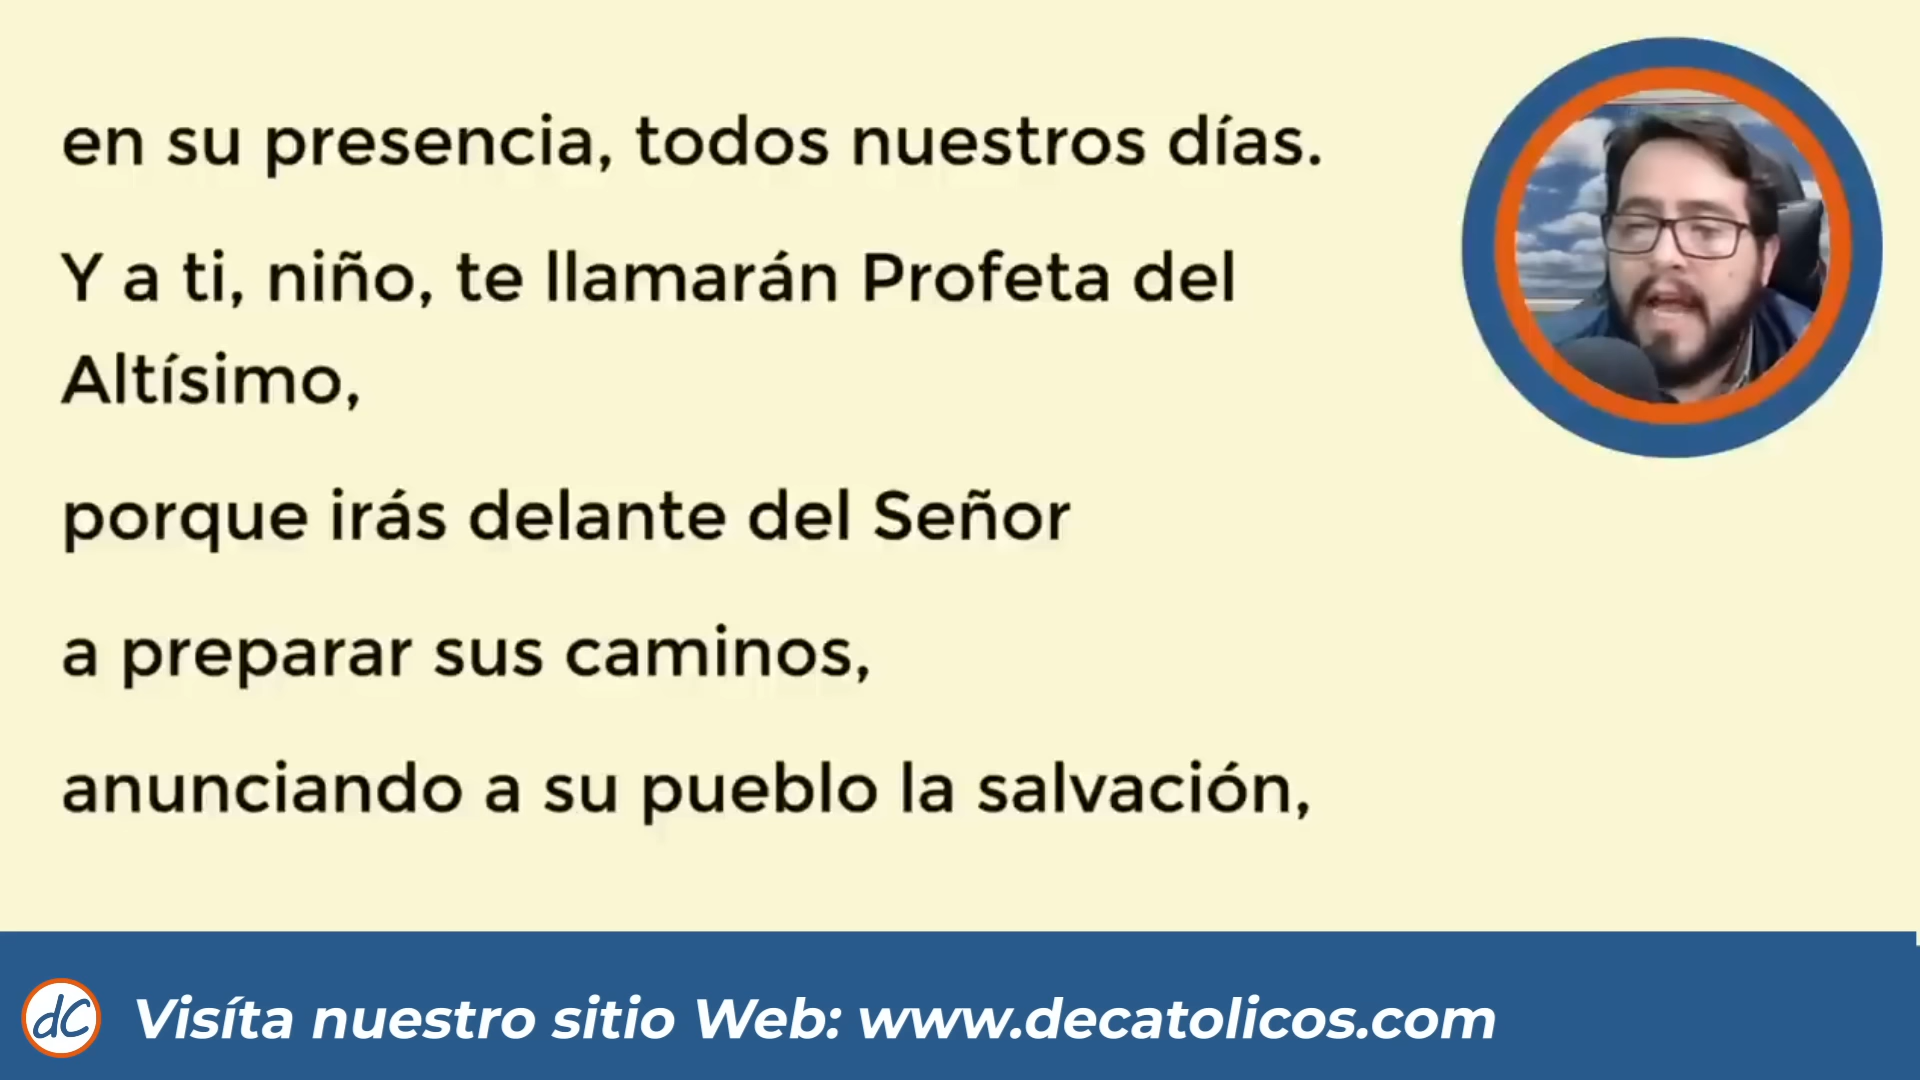 en su presencia, todos nuestros días.
Y a ti, niño, te llamarán Profeta del
Altísimo,
porque irás delante del Señor
a preparar sus caminos,
anunciando a su pueblo la salvación,
dC
Visíta nuestro sitio Web: www.decatolicos.com